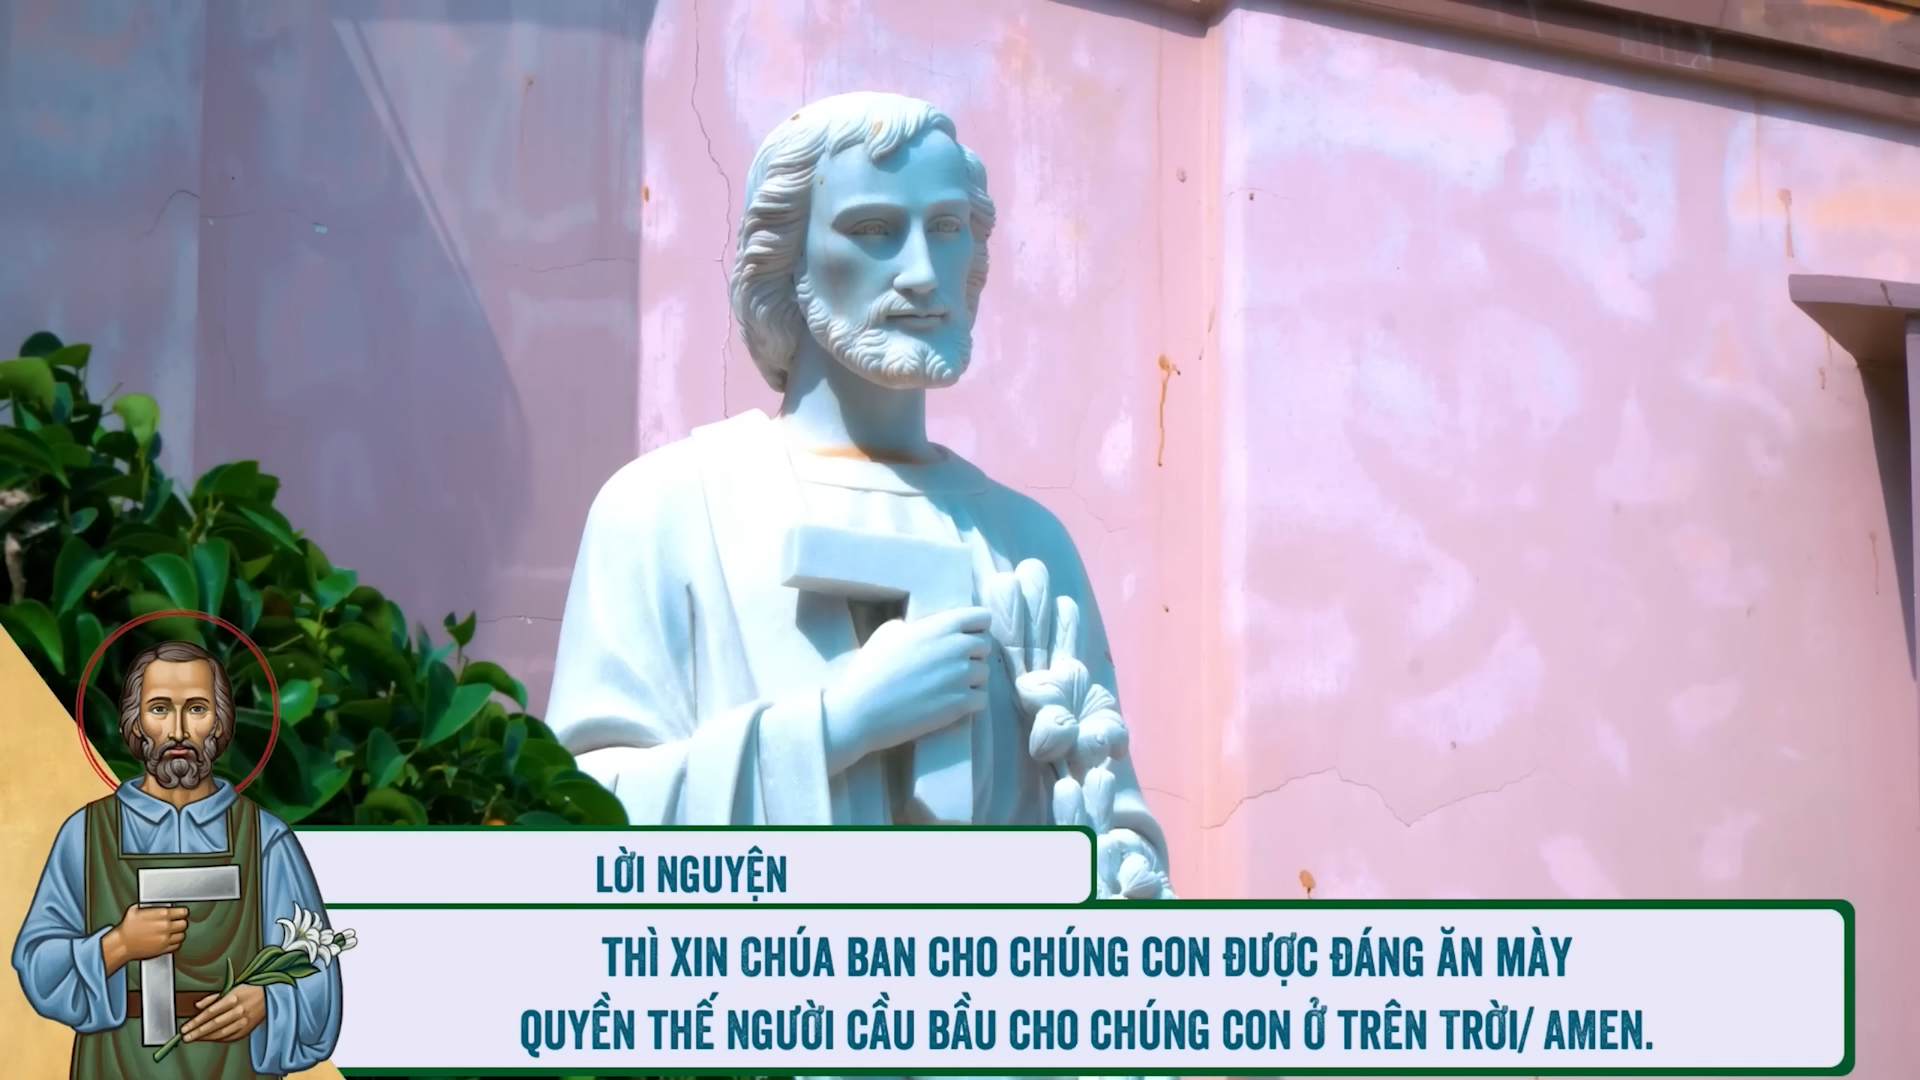 LỜI NGUYỆN
THÌ XIN CHÚA BAN CHO CHÚNG CON ĐƯỢC ĐÁNG ĂN MÀY
QUYỀN THẾ NGƯỜI CẦU BẦU CHO CHÚNG CON Ở TRÊN TRỜI/ AMEN.